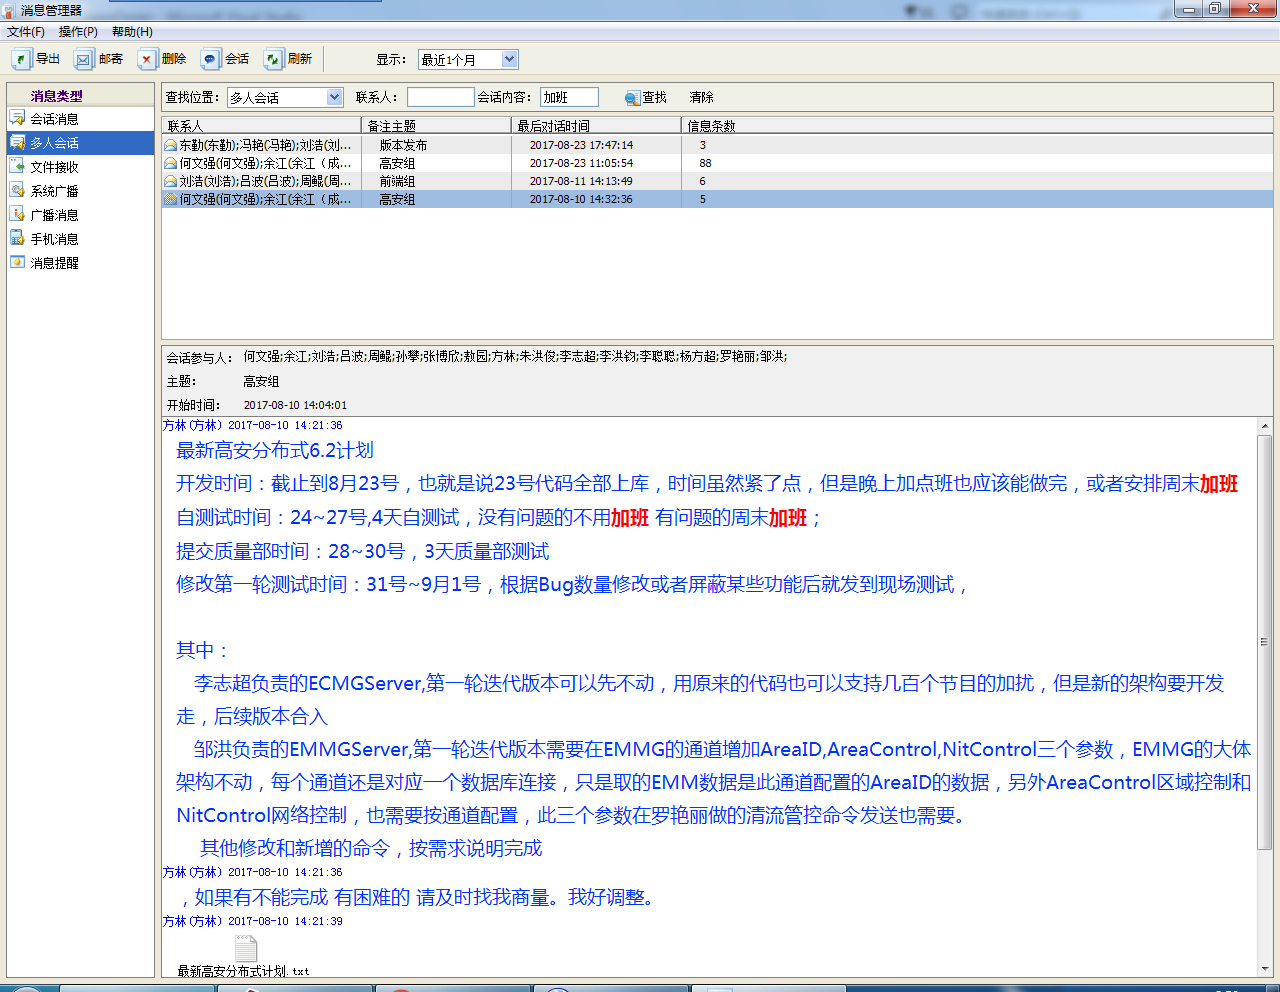 消息管理器
文件(F) 操作(P) 帮助(H)
导出 邮寄 删除 会话 刷新 显示： 最近1个月
消息类型
会话消息
多人会话
文件接收
系统广播
广播消息
手机消息
消息提醒
查找位置： 多人会话 联系人： 会话内容： 加班 查找 清除
联系人 备注主题 最后对话时间 信息条数
东勤(东勤);冯艳(冯艳);刘浩(刘... 版本发布 2017-08-23 17:47:14 3
何文强(何文强);余江(余江（成... 高安组 2017-08-23 11:05:54 88
刘浩(刘浩);吕波(吕波);周鲲(周... 前端组 2017-08-11 14:13:49 6
何文强(何文强);余江(余江（成... 高安组 2017-08-10 14:32:36 5
会话参与人： 何文强;余江;刘浩;吕波;周鲲;孙攀;张博欣;敖园;方林;朱洪俊;李志超;李洪钧;李聪聪;杨方超;罗艳丽;邹洪;
主题： 高安组
开始时间： 2017-08-10 14:04:01
方林(方林) 2017-08-10 14:21:36
最新高安分布式6.2计划
开发时间：截止到8月23号，也就是说23号代码全部上库，时间虽然紧了点，但是晚上加点班也应该能做完，或者安排周末加班
自测试时间：24~27号,4天自测试，没有问题的不用加班 有问题的周末加班；
提交质量部时间：28~30号，3天质量部测试
修改第一轮测试时间：31号~9月1号，根据Bug数量修改或者屏蔽某些功能后就发到现场测试，
其中：
李志超负责的ECMGServer,第一轮迭代版本可以先不动，用原来的代码也可以支持几百个节目的加扰，但是新的架构要开发
走，后续版本合入
邹洪负责的EMMGServer,第一轮迭代版本需要在EMMG的通道增加AreaID,AreaControl,NitControl三个参数，EMMG的大体
架构不动，每个通道还是对应一个数据库连接，只是取的EMM数据是此通道配置的AreaID的数据，另外AreaControl区域控制和
NitControl网络控制，也需要按通道配置，此三个参数在罗艳丽做的清流管控命令发送也需要。
其他修改和新增的命令，按需求说明完成
方林(方林) 2017-08-10 14:21:36
，如果有不能完成 有困难的 请及时找我商量。我好调整。
方林(方林) 2017-08-10 14:21:39
最新高安分布式计划.txt